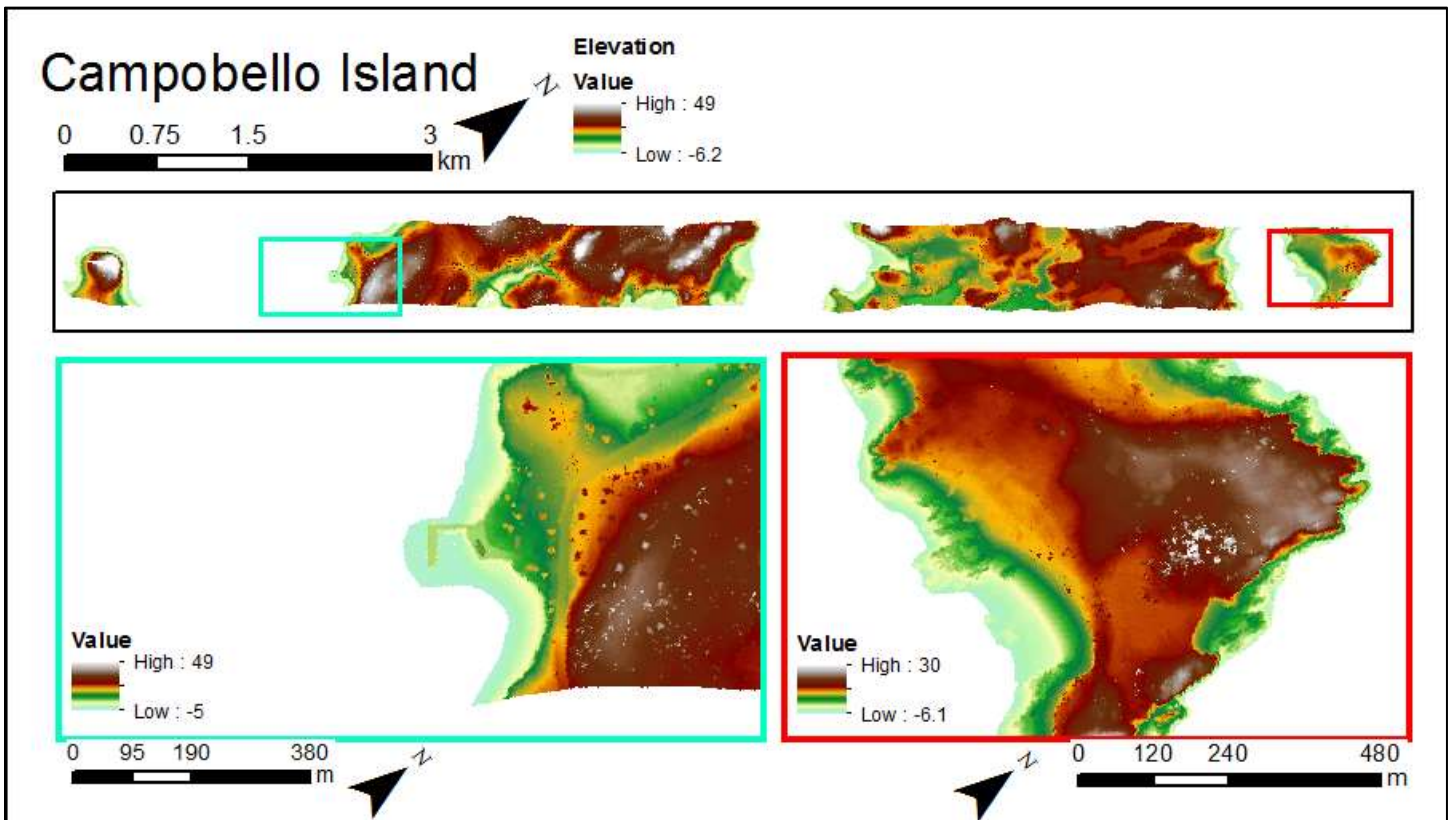 Campobello Island
0 0.75 1.5 3
km
N
Elevation
Value
High : 49
Low : -6.2
Value
High : 49
Low : -5
0 95 190 380
m
N
Value
High : 30
Low : -6.1
N
0 120 240 480
m